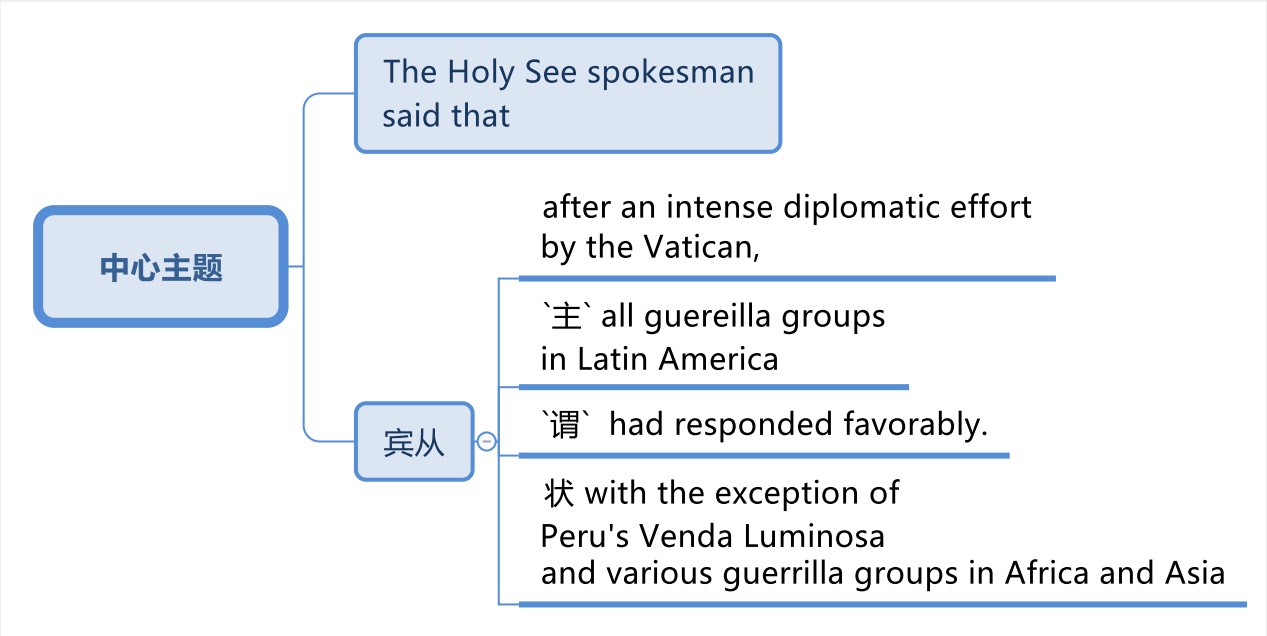 The Holy See spokesman
said that
after an intense diplomatic effort
by the Vatican,
中心主题
`主` all guereilla groups
in Latin America
`谓`  had responded favorably.
宾从
状 with the exception of
Peru's Venda Luminosa
and various guerrilla groups in Africa and Asia